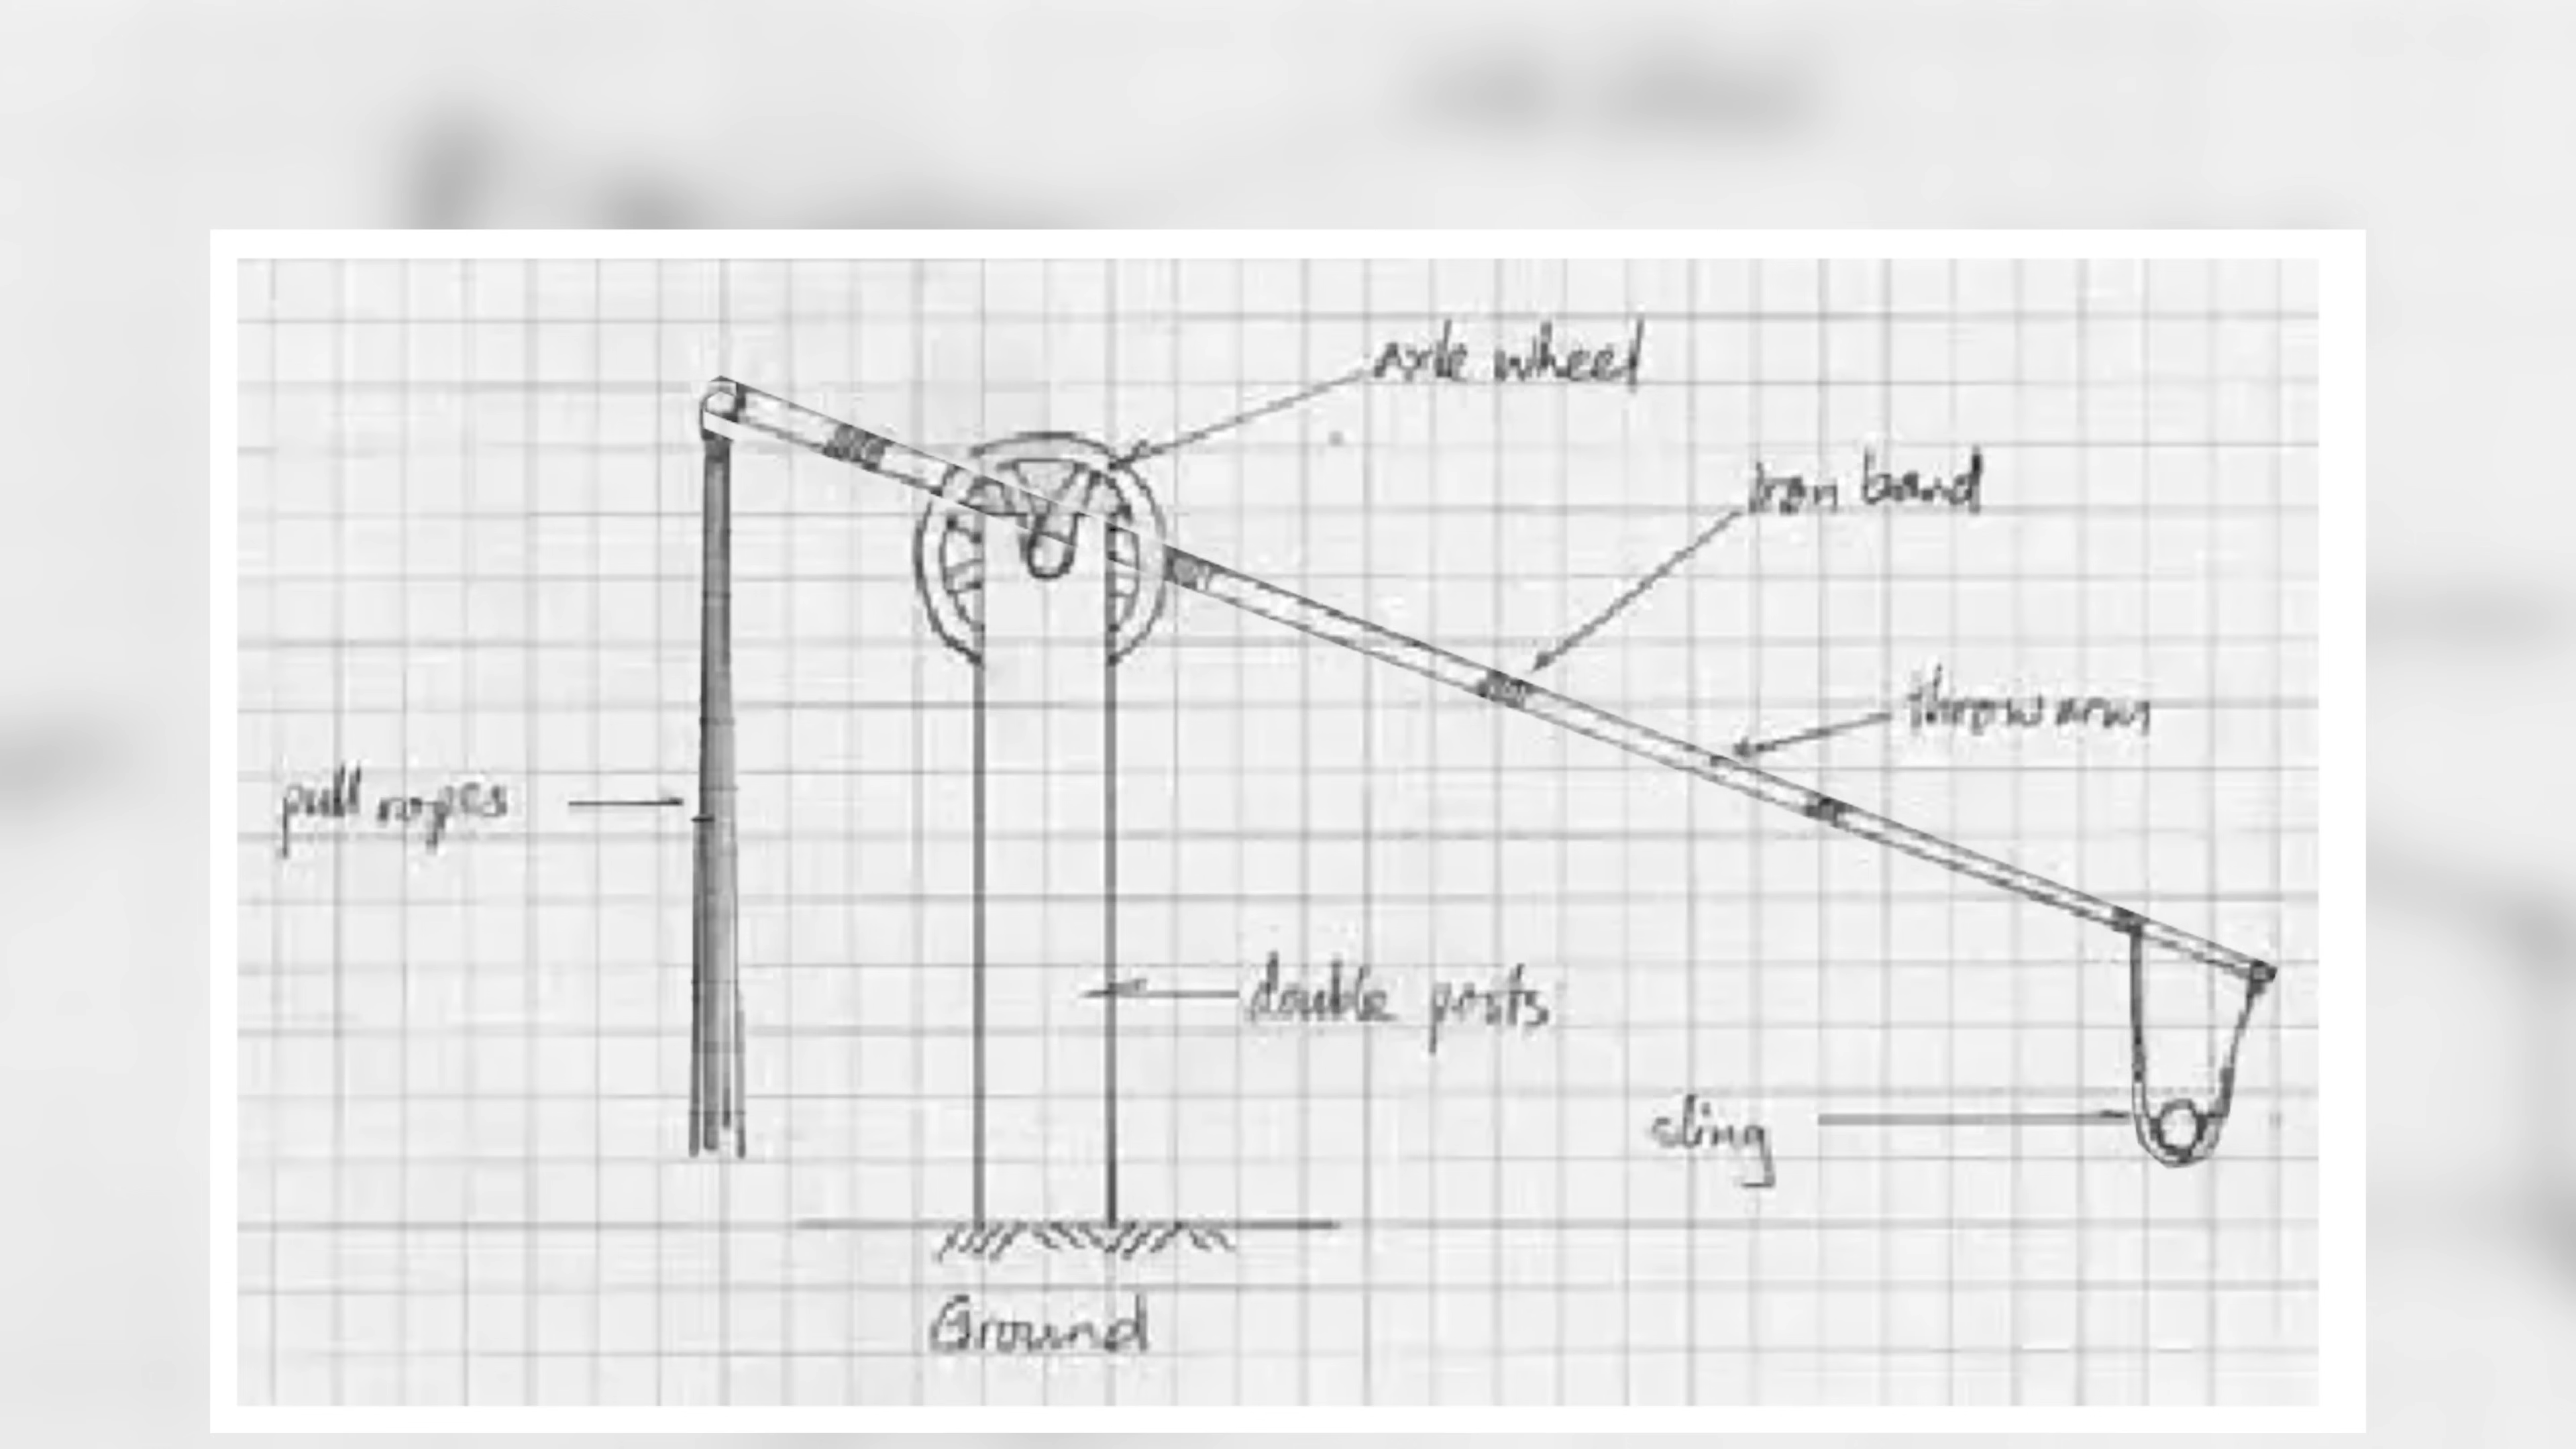 axle wheel
Iron band
throw arm
pull ropes
double posts
sling
Ground